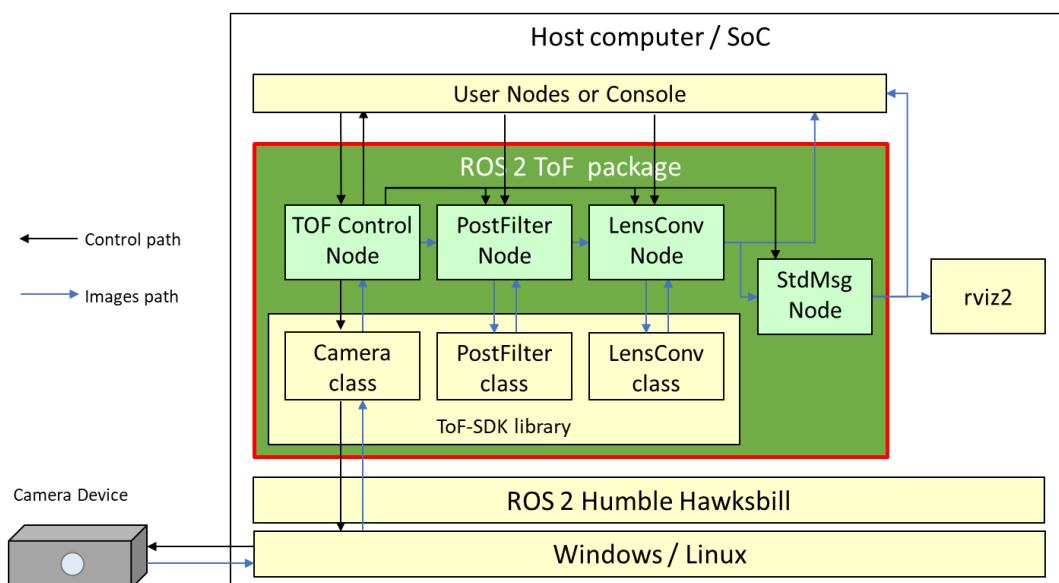 Host computer / SoC
User Nodes or Console
ROS 2 ToF package
TOF Control
Node
PostFilter
Node
LensConv
Node
StdMsg
Node
rviz2
Control path
Images path
Camera
class
PostFilter
class
LensConv
class
ToF-SDK library
ROS 2 Humble Hawksbill
Camera Device
Windows / Linux